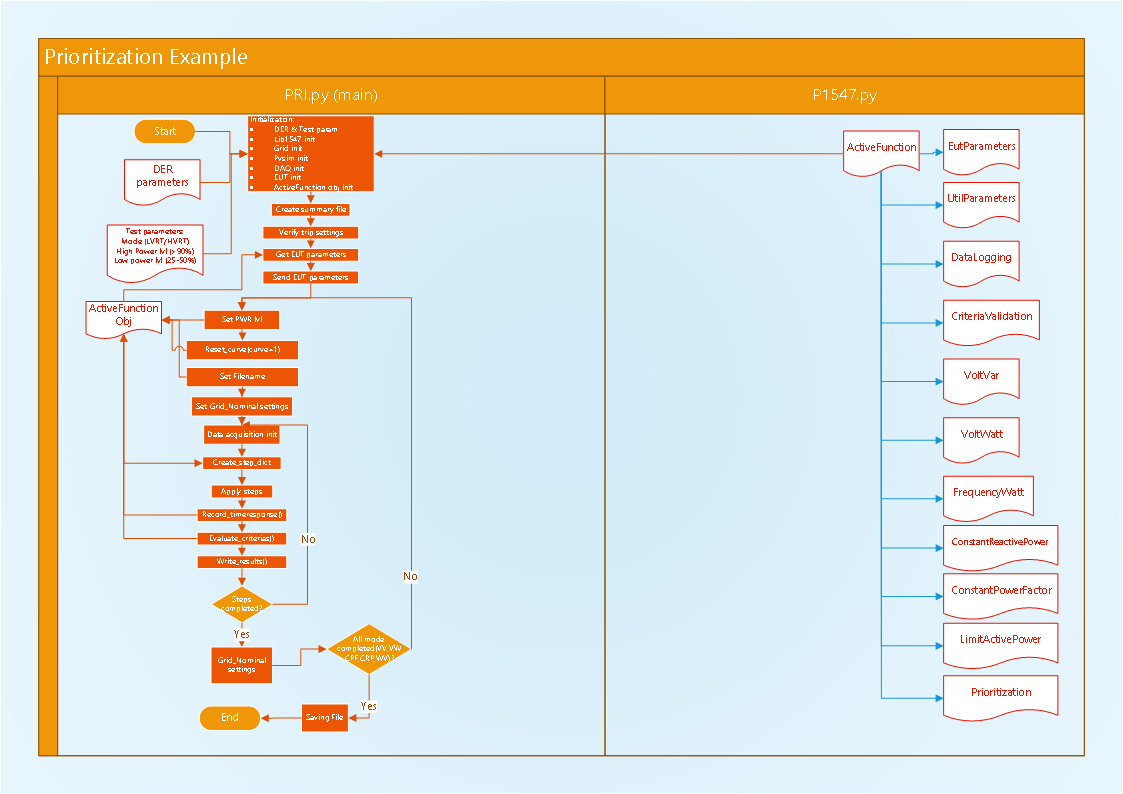 Prioritization Example
PRI.py (main)
P1547.py
Start
DER
parameters
Test parameters:
Mode (LVRT/HVRT)
High Power lvl (> 90%)
Low power lvl (25-50%)
Initialization:
• DER & Test param
• Lib1547 init
• Grid init
• Pvsim init
• DAQ init
• EUT init
• ActiveFunction obj init
Create summary file
Verify trip settings
Get EUT parameters
Send EUT parameters
ActiveFunction
Obj
Set PWR lvl
Reset_curve(curve=1)
Set Filename
Set Grid_Nominal settings
Data acquisition init
Create_step_dict
Apply steps
Record_timeresponse()
Evaluate_criterias()
Write_results()
No
No
Steps
completed?
Yes
Grid_Nominal
settings
All mode
completed(VV,VW
CPF,CRP,WV)?
Yes
Saving File
End
ActiveFunction
EutParameters
UtilParameters
DataLogging
CriteriaValidation
VoltVar
VoltWatt
FrequencyWatt
ConstantReactivePower
ConstantPowerFactor
LimitActivePower
Prioritization